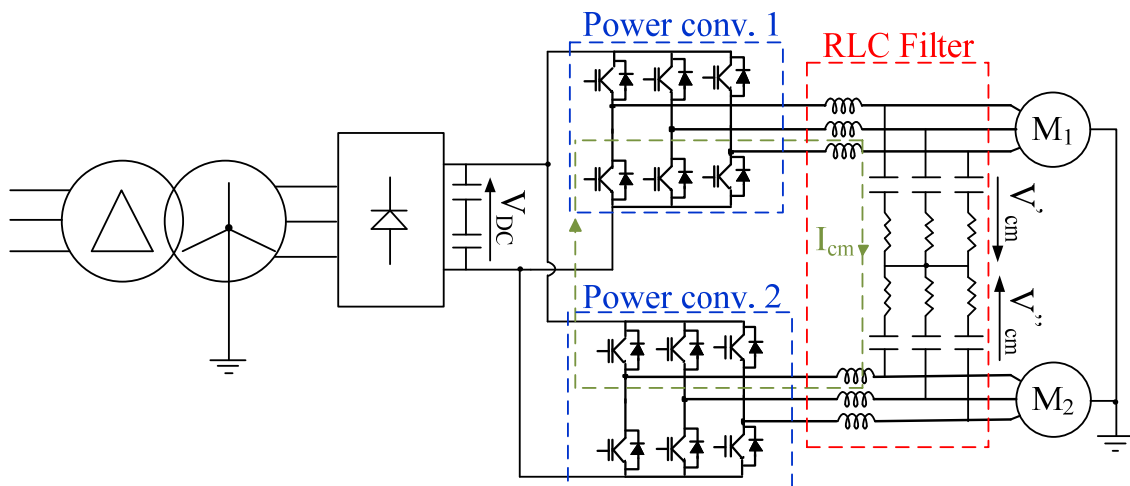 Power conv. 1
RLC Filter
M1
VDC
V'cm
Icm
Power conv. 2
V"cm
M2